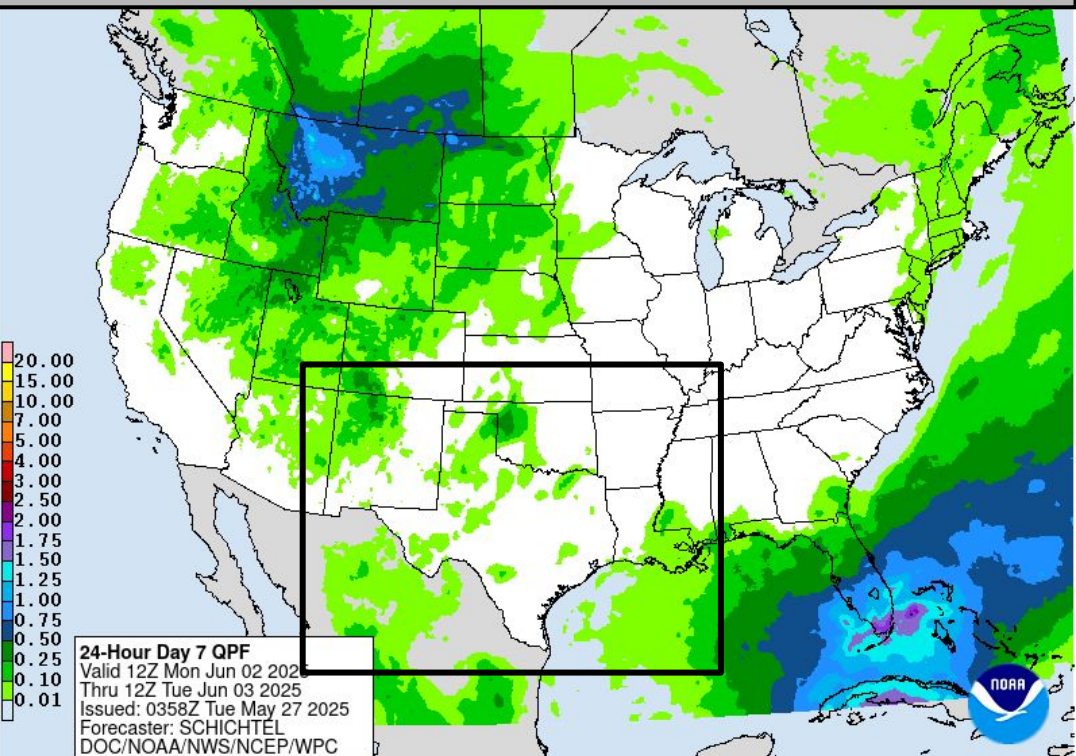 20.00
15.00
10.00
7.00
5.00
4.00
3.00
2.50
2.00
1.75
1.50
1.25
1.00
0.75
0.50
0.25
0.10
0.01
24-Hour Day 7 QPF
Valid 12Z Mon Jun 02 2025
Thru 12Z Tue Jun 03 2025
Issued: 0358Z Tue May 27 2025
Forecaster: SCHICHTEL
DOC/NOAA/NWS/NCEP/WPC
NOAA